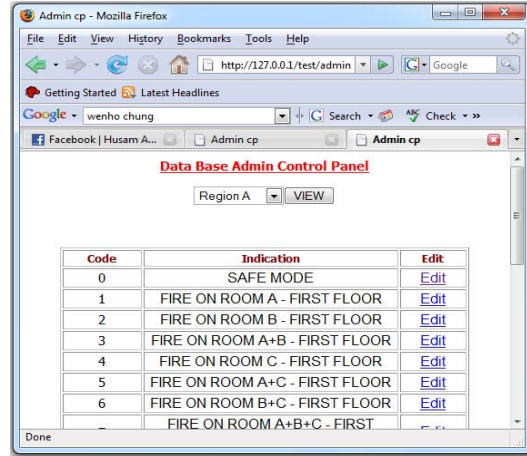 Admin cp - Mozilla Firefox
File Edit View History Bookmarks Tools Help
http://127.0.0.1/test/admin G Google
Getting Started Latest Headlines
Google wenho chung G Search ABC Check »
Facebook | Husam A... Admin cp Admin cp
Data Base Admin Control Panel
Region A VIEW
Code Indication Edit
0 SAFE MODE Edit
1 FIRE ON ROOM A - FIRST FLOOR Edit
2 FIRE ON ROOM B - FIRST FLOOR Edit
3 FIRE ON ROOM A+B - FIRST FLOOR Edit
4 FIRE ON ROOM C - FIRST FLOOR Edit
5 FIRE ON ROOM A+C - FIRST FLOOR Edit
6 FIRE ON ROOM B+C - FIRST FLOOR Edit
FIRE ON ROOM A+B+C - FIRST
Done